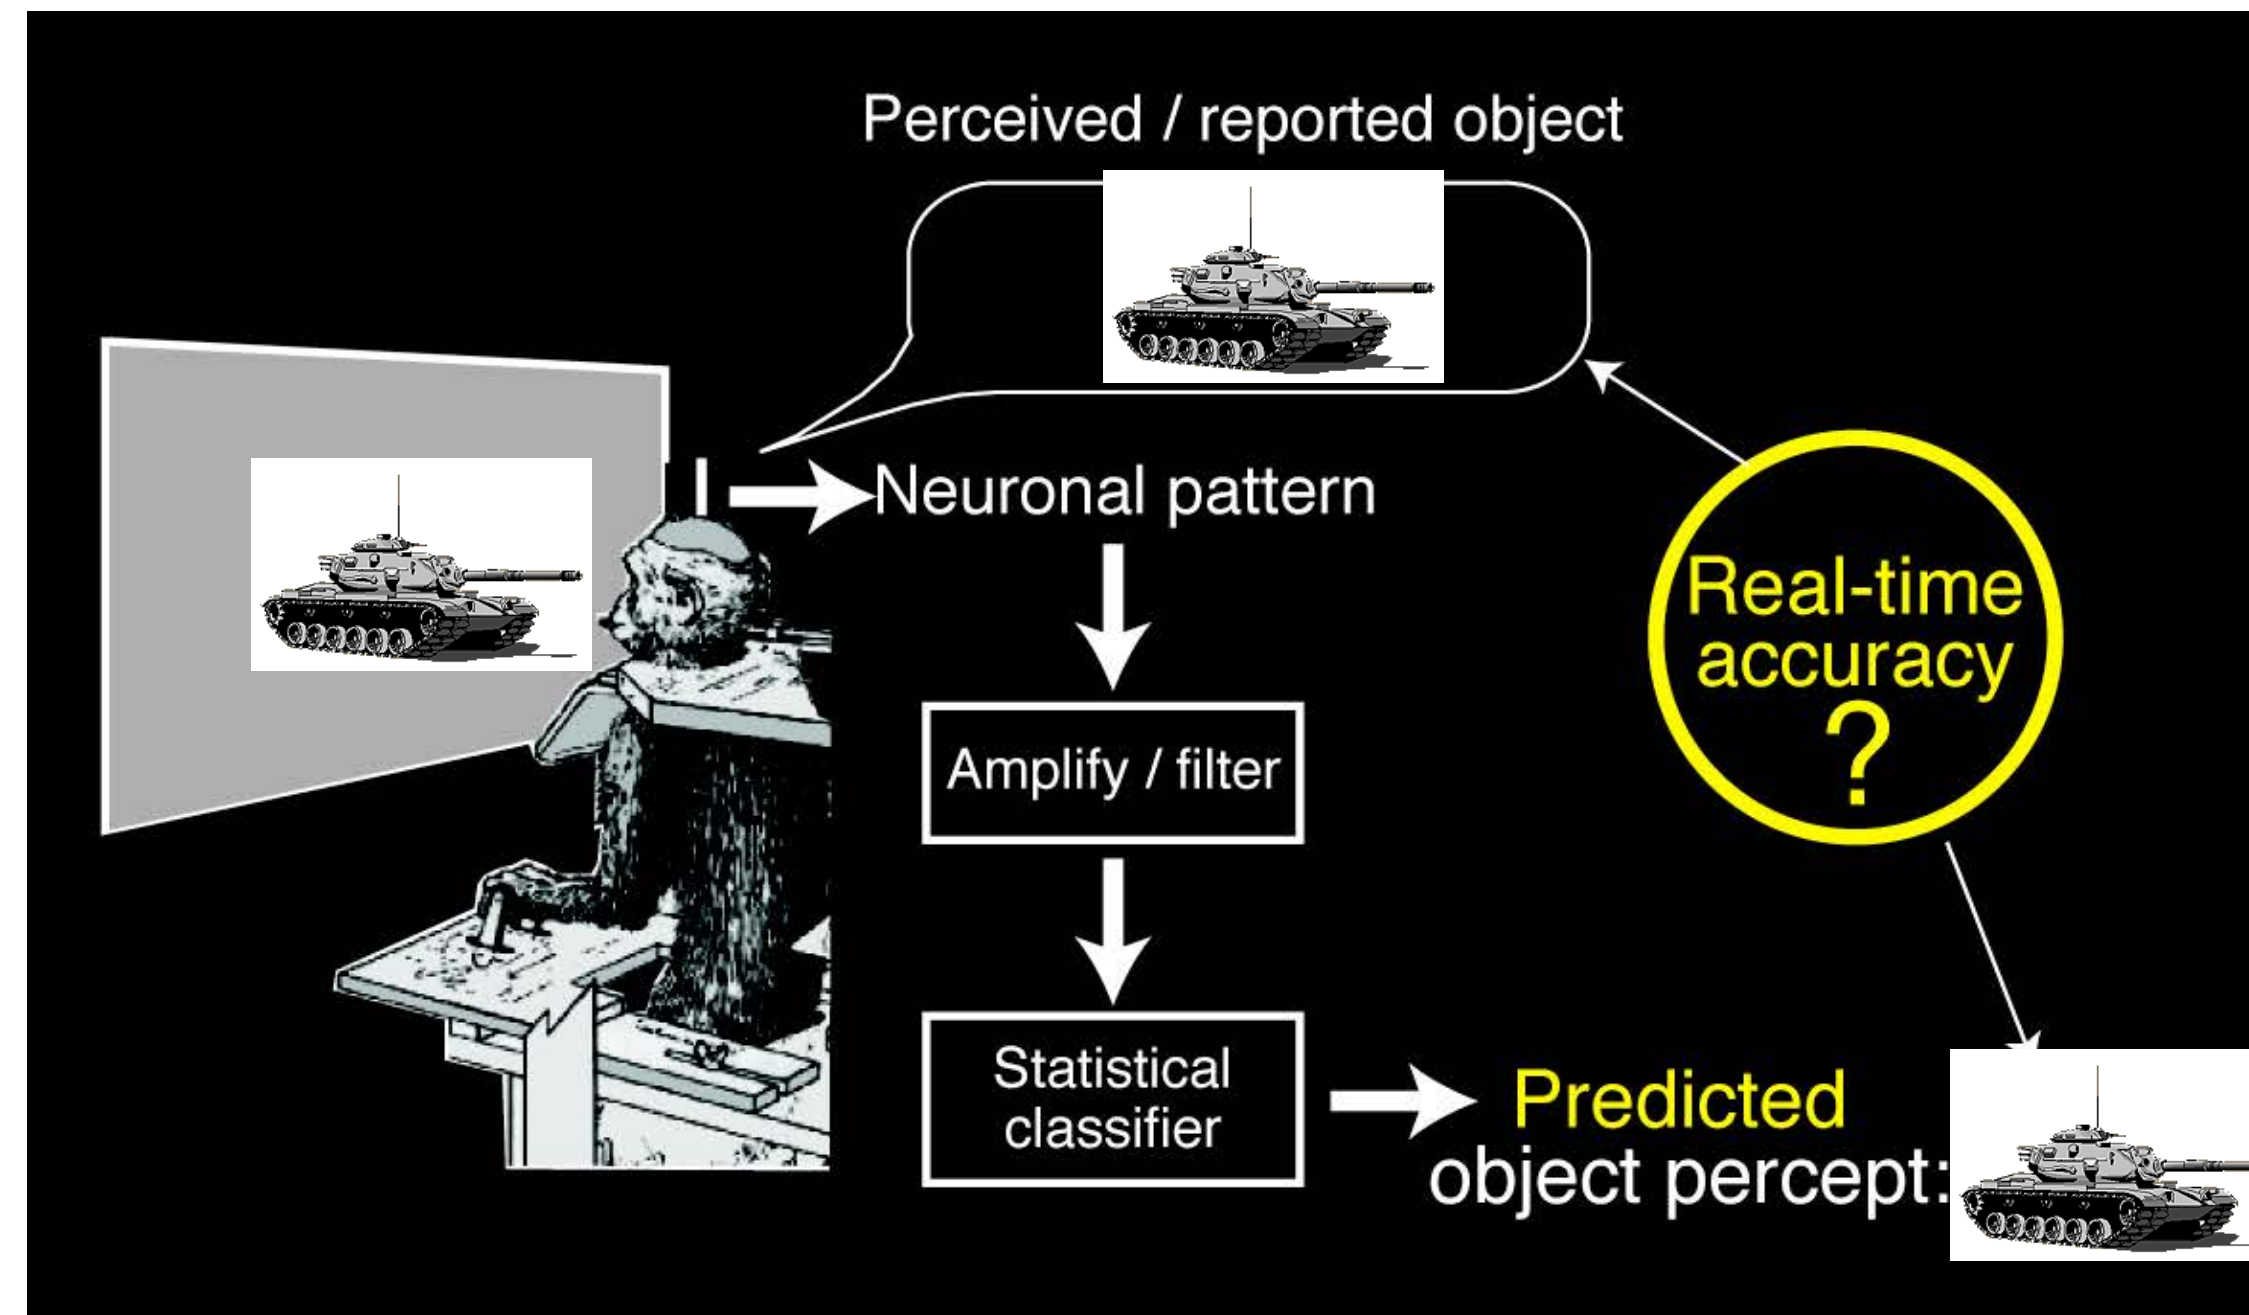 Perceived / reported object
Neuronal pattern
Real-time
accuracy
?
Amplify / filter
Statistical
classifier
Predicted
object percept: